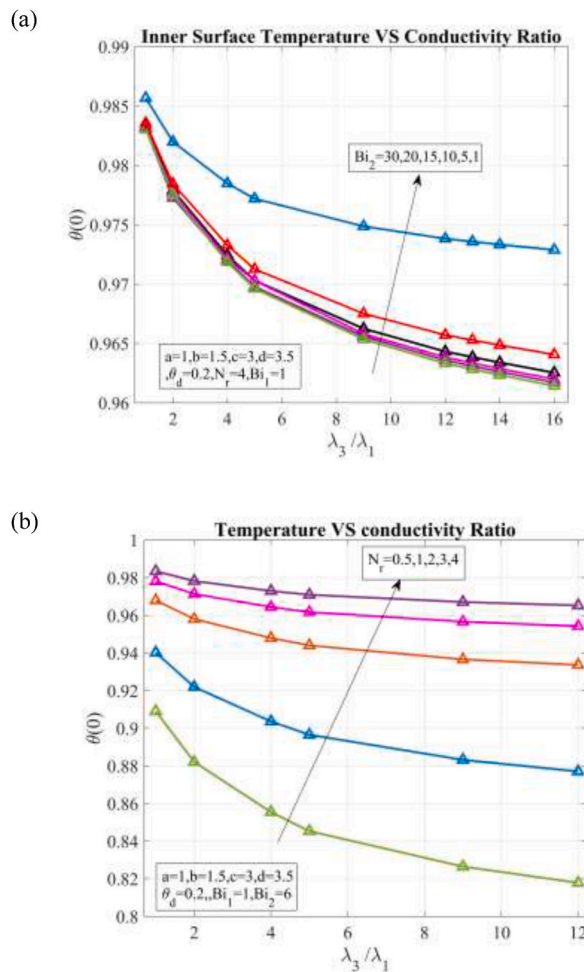 (a)
Inner Surface Temperature VS Conductivity Ratio
0.99
0.985
0.98
0.975
0.97
0.965
0.96
θ(0)
Bi₂=30,20,15,10,5,1
a=1,b=1.5,c=3,d=3.5
,θ_d=0.2,N_r=4,Bi₁=1
2 4 6 8 10 12 14 16
λ₃/λ₁
(b)
Temperature VS conductivity Ratio
1
0.98
0.96
0.94
0.92
0.9
0.88
0.86
0.84
0.82
0.8
θ(0)
N_r=0.5,1,2,3,4
a=1,b=1.5,c=3,d=3.5
θ_d=0.2,,Bi₁=1,Bi₂=6
2 4 6 8 10 12
λ₃/λ₁